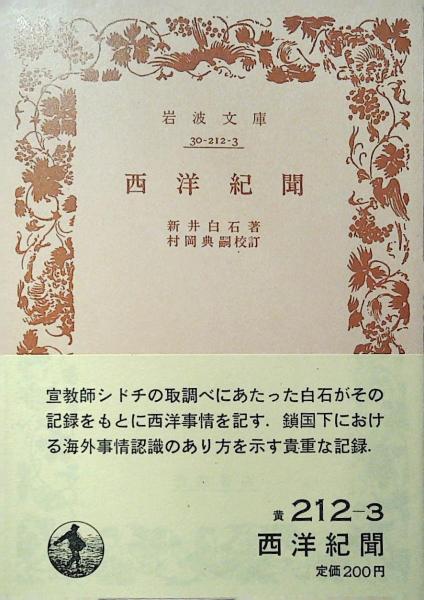 岩波文庫
30-212-3
西洋紀聞
新井白石著
村岡典嗣校訂
宣教師シドチの取調べにあたった白石がその
記録をもとに西洋事情を記す．鎖国下におけ
る海外事情認識のあり方を示す貴重な記録．
黄 212-3
西洋紀聞
定価200円